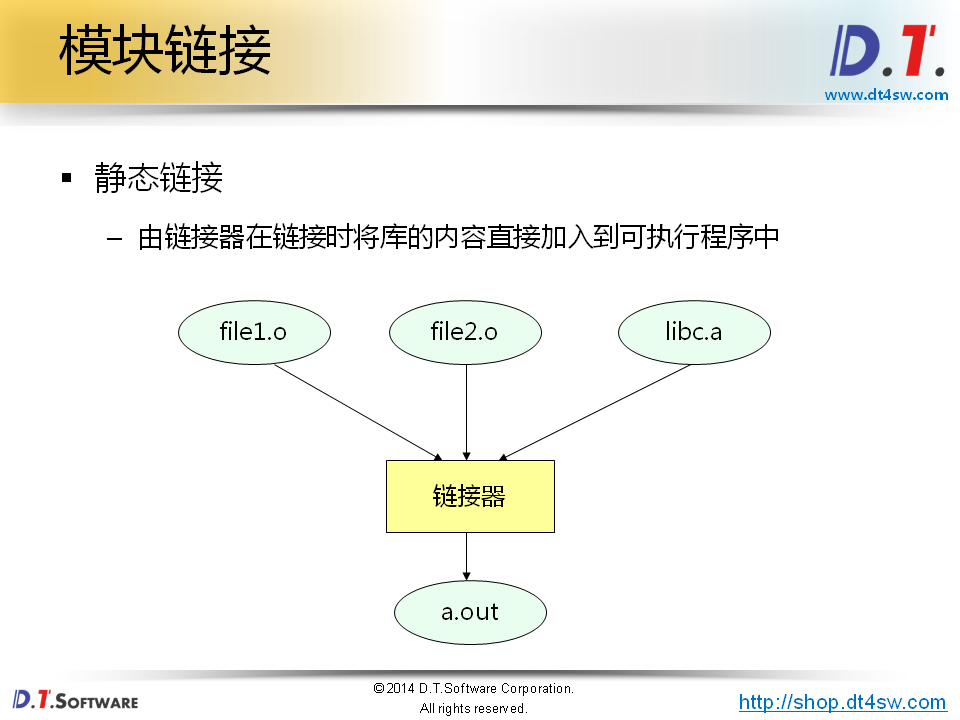 模块链接
D.T.
www.dt4sw.com
▪ 静态链接
– 由链接器在链接时将库的内容直接加入到可执行程序中
file1.o
file2.o
libc.a
链接器
a.out
D.T.SOFTWARE
©2014 D.T.Software Corporation.
All rights reserved.
http://shop.dt4sw.com